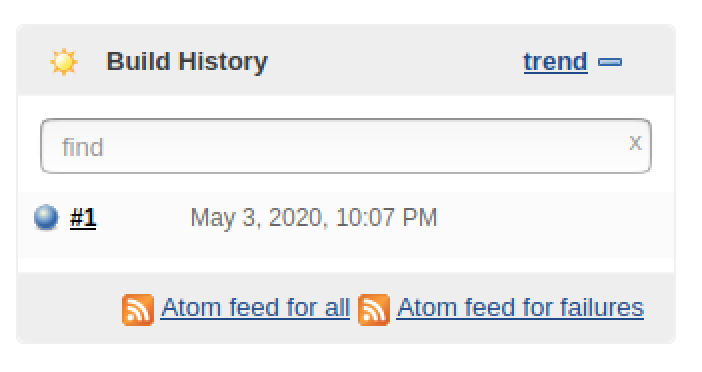 Build History trend
find x
#1 May 3, 2020, 10:07 PM
Atom feed for all Atom feed for failures